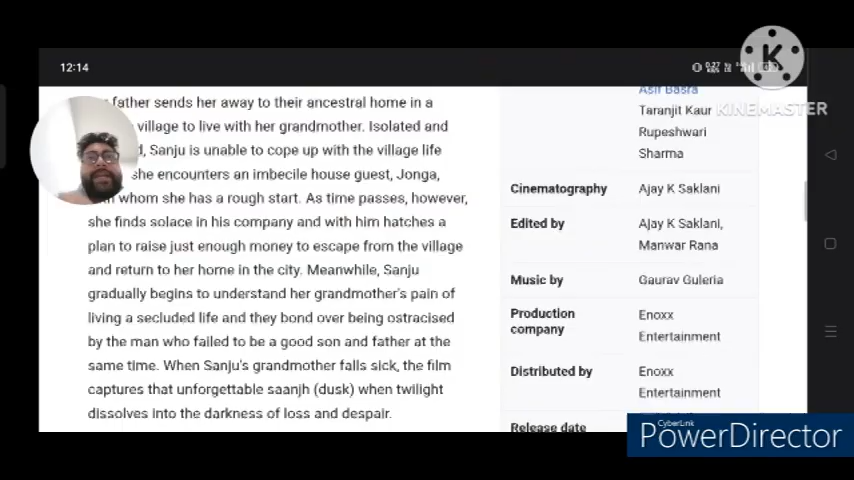 12:14
father sends her away to their ancestral home in a
village to live with her grandmother. Isolated and
Sanju is unable to cope up with the village life
she encounters an imbecile house guest, Jonga,
whom she has a rough start. As time passes, however,
she finds solace in his company and with him hatches a
plan to raise just enough money to escape from the village
and return to her home in the city. Meanwhile, Sanju
gradually begins to understand her grandmother's pain of
living a secluded life and they bond over being ostracised
by the man who failed to be a good son and father at the
same time. When Sanju's grandmother falls sick, the film
captures that unforgettable saanjh (dusk) when twilight
dissolves into the darkness of loss and despair.
Asif Basra
Taranjit Kaur
Rupeshwari
Sharma
Cinematography Ajay K Saklani
Edited by Ajay K Saklani,
Manwar Rana
Music by Gaurav Guleria
Production Enoxx
company Entertainment
Distributed by Enoxx
Entertainment
Release date
K
KINEMASTER
CyberLink
PowerDirector